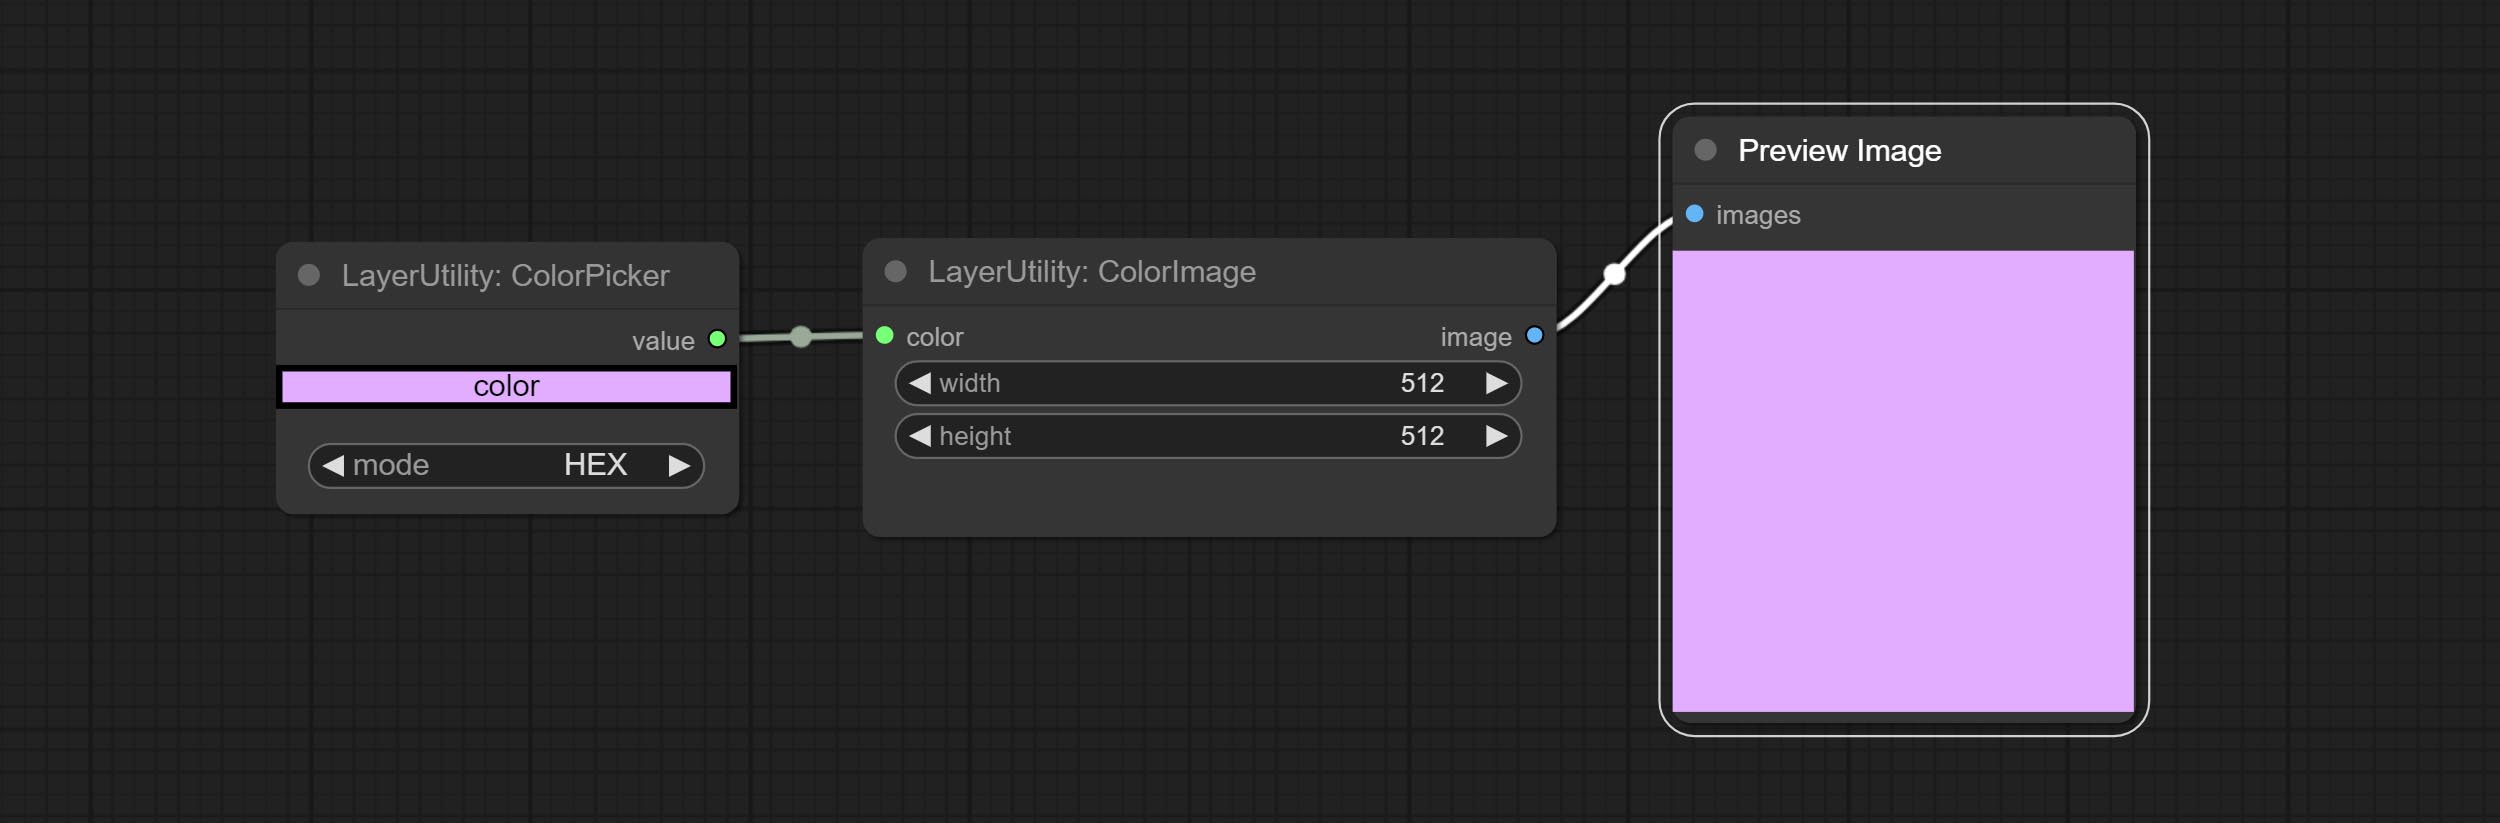 LayerUtility: ColorPicker
value
color
mode HEX
LayerUtility: ColorImage
color image
width 512
height 512
Preview Image
images